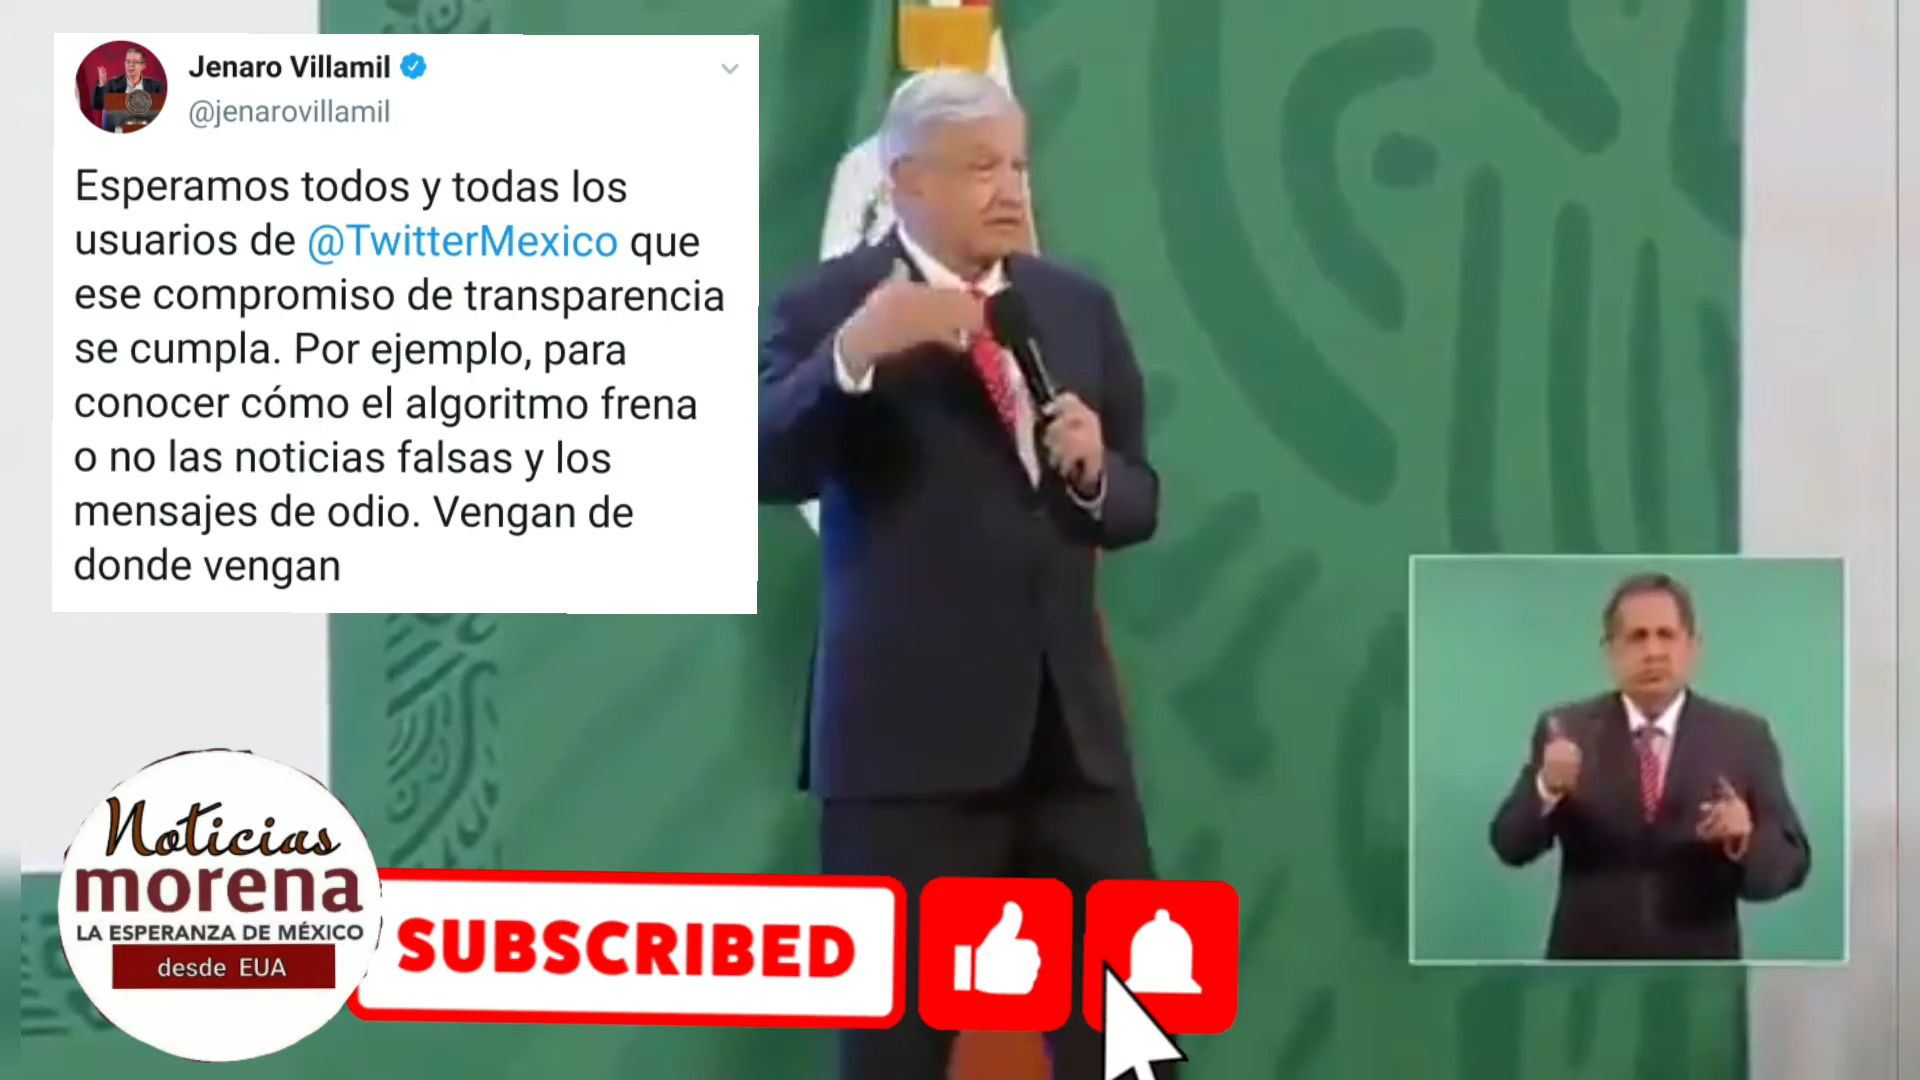 Jenaro Villamil
@jenarovillamil
Esperamos todos y todas los
usuarios de @TwitterMexico que
ese compromiso de transparencia
se cumpla. Por ejemplo, para
conocer cómo el algoritmo frena
o no las noticias falsas y los
mensajes de odio. Vengan de
donde vengan
Noticias
morena
LA ESPERANZA DE MÉXICO
desde EUA
SUBSCRIBED